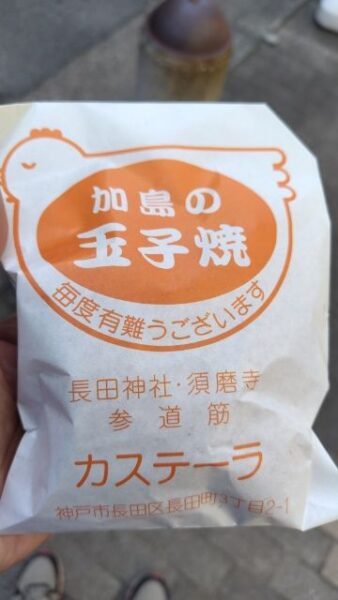 加島の
玉子焼
毎度有難うございます
長田神社・須磨寺
参道筋
カステーラ
神戸市長田区長田町3丁目2-1